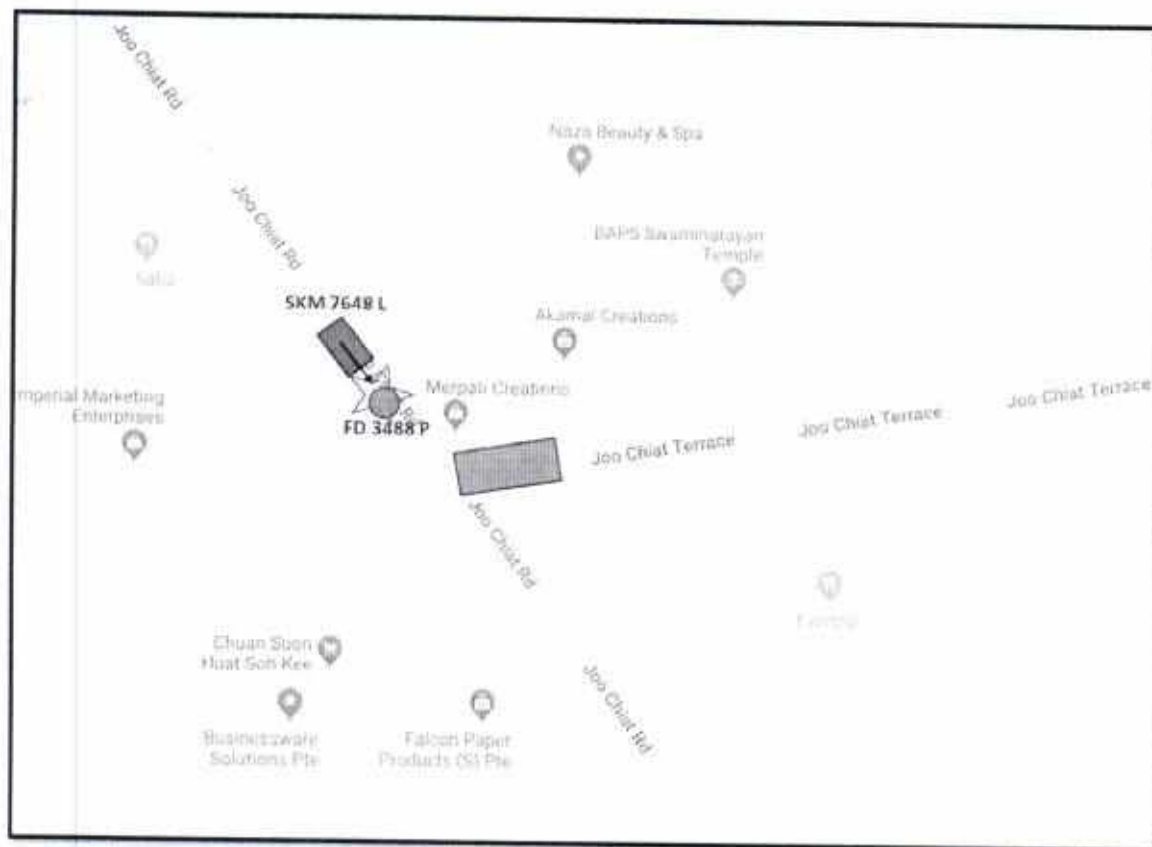 Joo Chiat Rd
Naza Beauty & Spa
Joo Chiat Rd
BAPS Swaminarayan
Temple
SKM 7648 L
Akamal Creations
Imperial Marketing
Enterprises
Merpati Creations
Rd
FD 3488 P
Joo Chiat Terrace
Joo Chiat Terrace
Joo Chiat Terrace
Joo Chiat Rd
Chuan Soon
Huat Soh Kee
Joo Chiat Rd
Businessware
Solutions Pte
Falcon Paper
Products (S) Pte